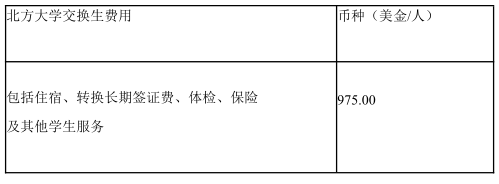 北方大学交换生费用
币种（美金/人）
包括住宿、转换长期签证费、体检、保险
及其他学生服务
975.00